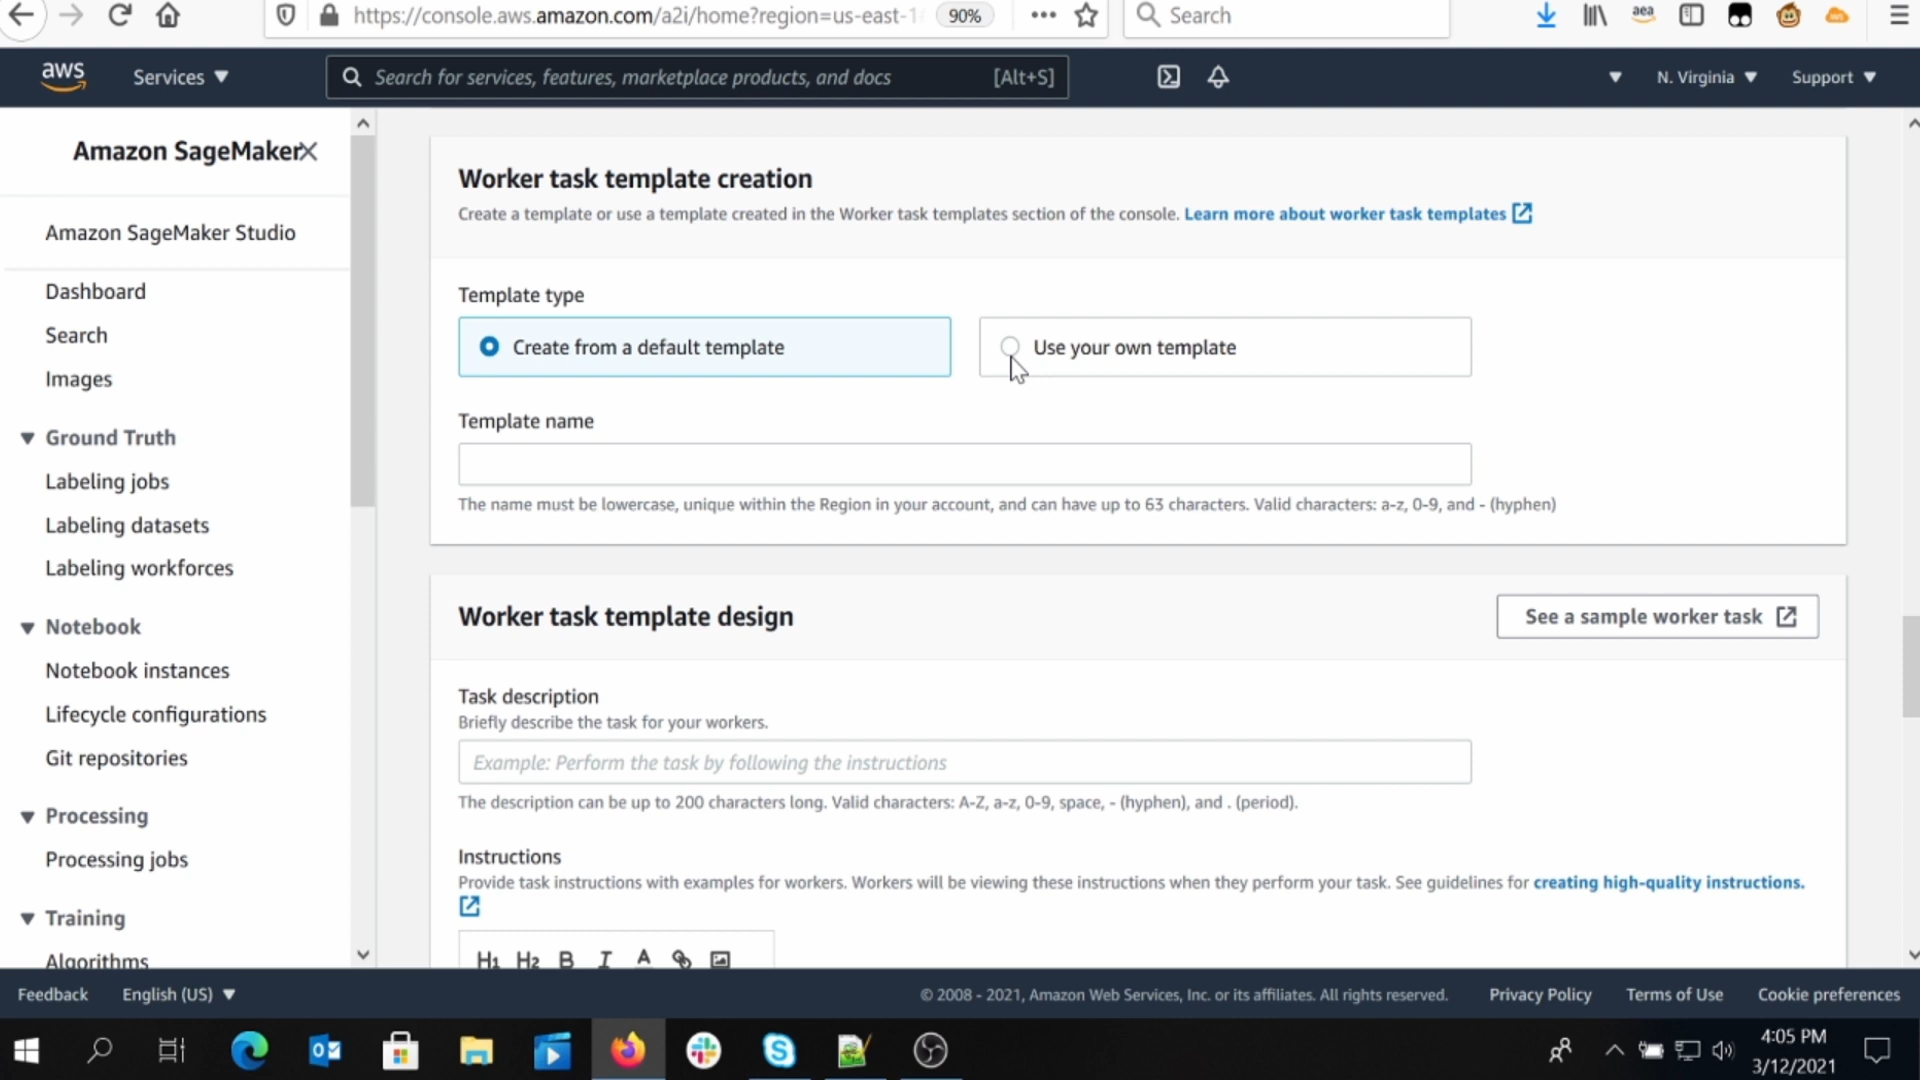 https://console.aws.amazon.com/a2i/home?region=us-east-1
90%
Search
aea
aws
Services
Search for services, features, marketplace products, and docs
[Alt+S]
N. Virginia
Support
Amazon SageMaker
Amazon SageMaker Studio
Dashboard
Search
Images
Ground Truth
Labeling jobs
Labeling datasets
Labeling workforces
Notebook
Notebook instances
Lifecycle configurations
Git repositories
Processing
Processing jobs
Training
Algorithms
Worker task template creation
Create a template or use a template created in the Worker task templates section of the console. Learn more about worker task templates
Template type
Create from a default template
Use your own template
Template name
The name must be lowercase, unique within the Region in your account, and can have up to 63 characters. Valid characters: a-z, 0-9, and - (hyphen)
Worker task template design
See a sample worker task
Task description
Briefly describe the task for your workers.
Example: Perform the task by following the instructions
The description can be up to 200 characters long. Valid characters: A-Z, a-z, 0-9, space, - (hyphen), and . (period).
Instructions
Provide task instructions with examples for workers. Workers will be viewing these instructions when they perform your task. See guidelines for creating high-quality instructions.
H1 H2 B I A
Feedback
English (US)
© 2008 - 2021, Amazon Web Services, Inc. or its affiliates. All rights reserved.
Privacy Policy
Terms of Use
Cookie preferences
4:05 PM
3/12/2021